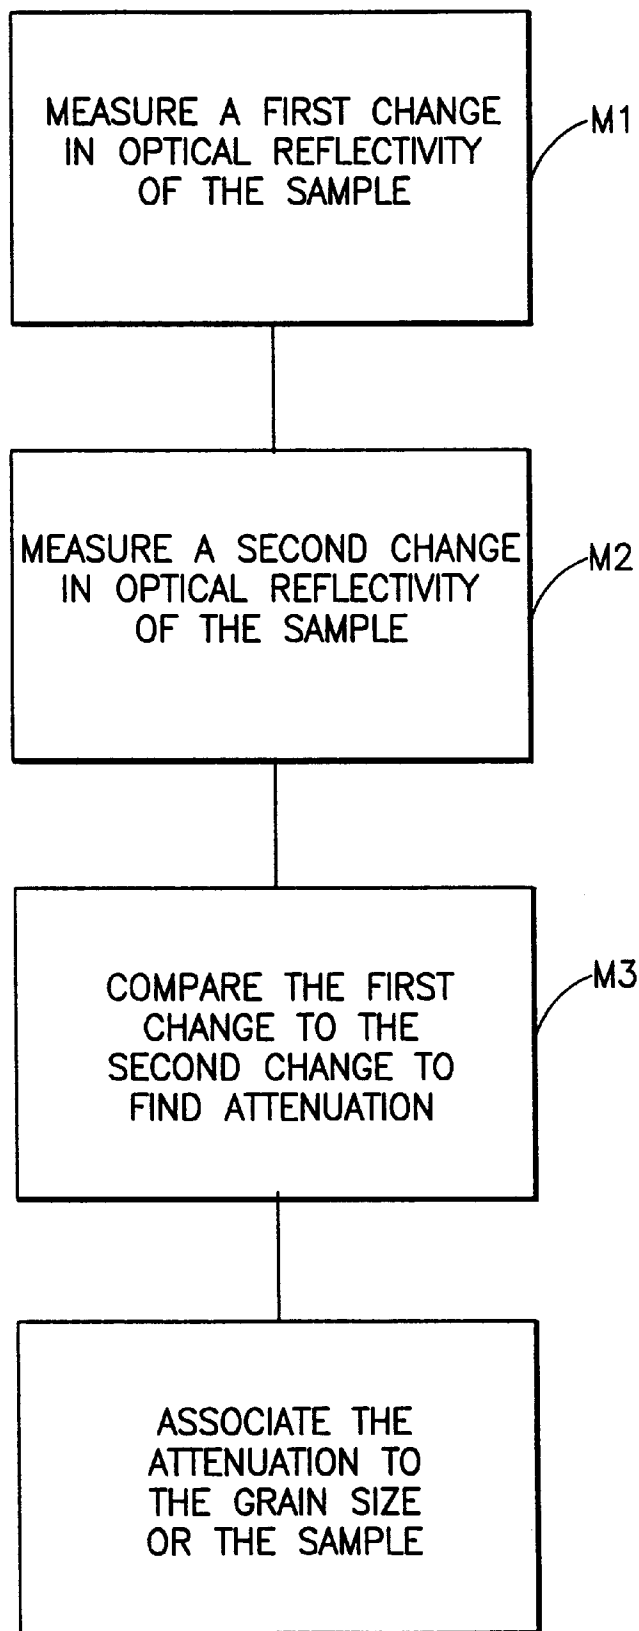 MEASURE A FIRST CHANGE
IN OPTICAL REFLECTIVITY
OF THE SAMPLE
M1
MEASURE A SECOND CHANGE
IN OPTICAL REFLECTIVITY
OF THE SAMPLE
M2
COMPARE THE FIRST
CHANGE TO THE
SECOND CHANGE TO
FIND ATTENUATION
M3
ASSOCIATE THE
ATTENUATION TO
THE GRAIN SIZE
OR THE SAMPLE